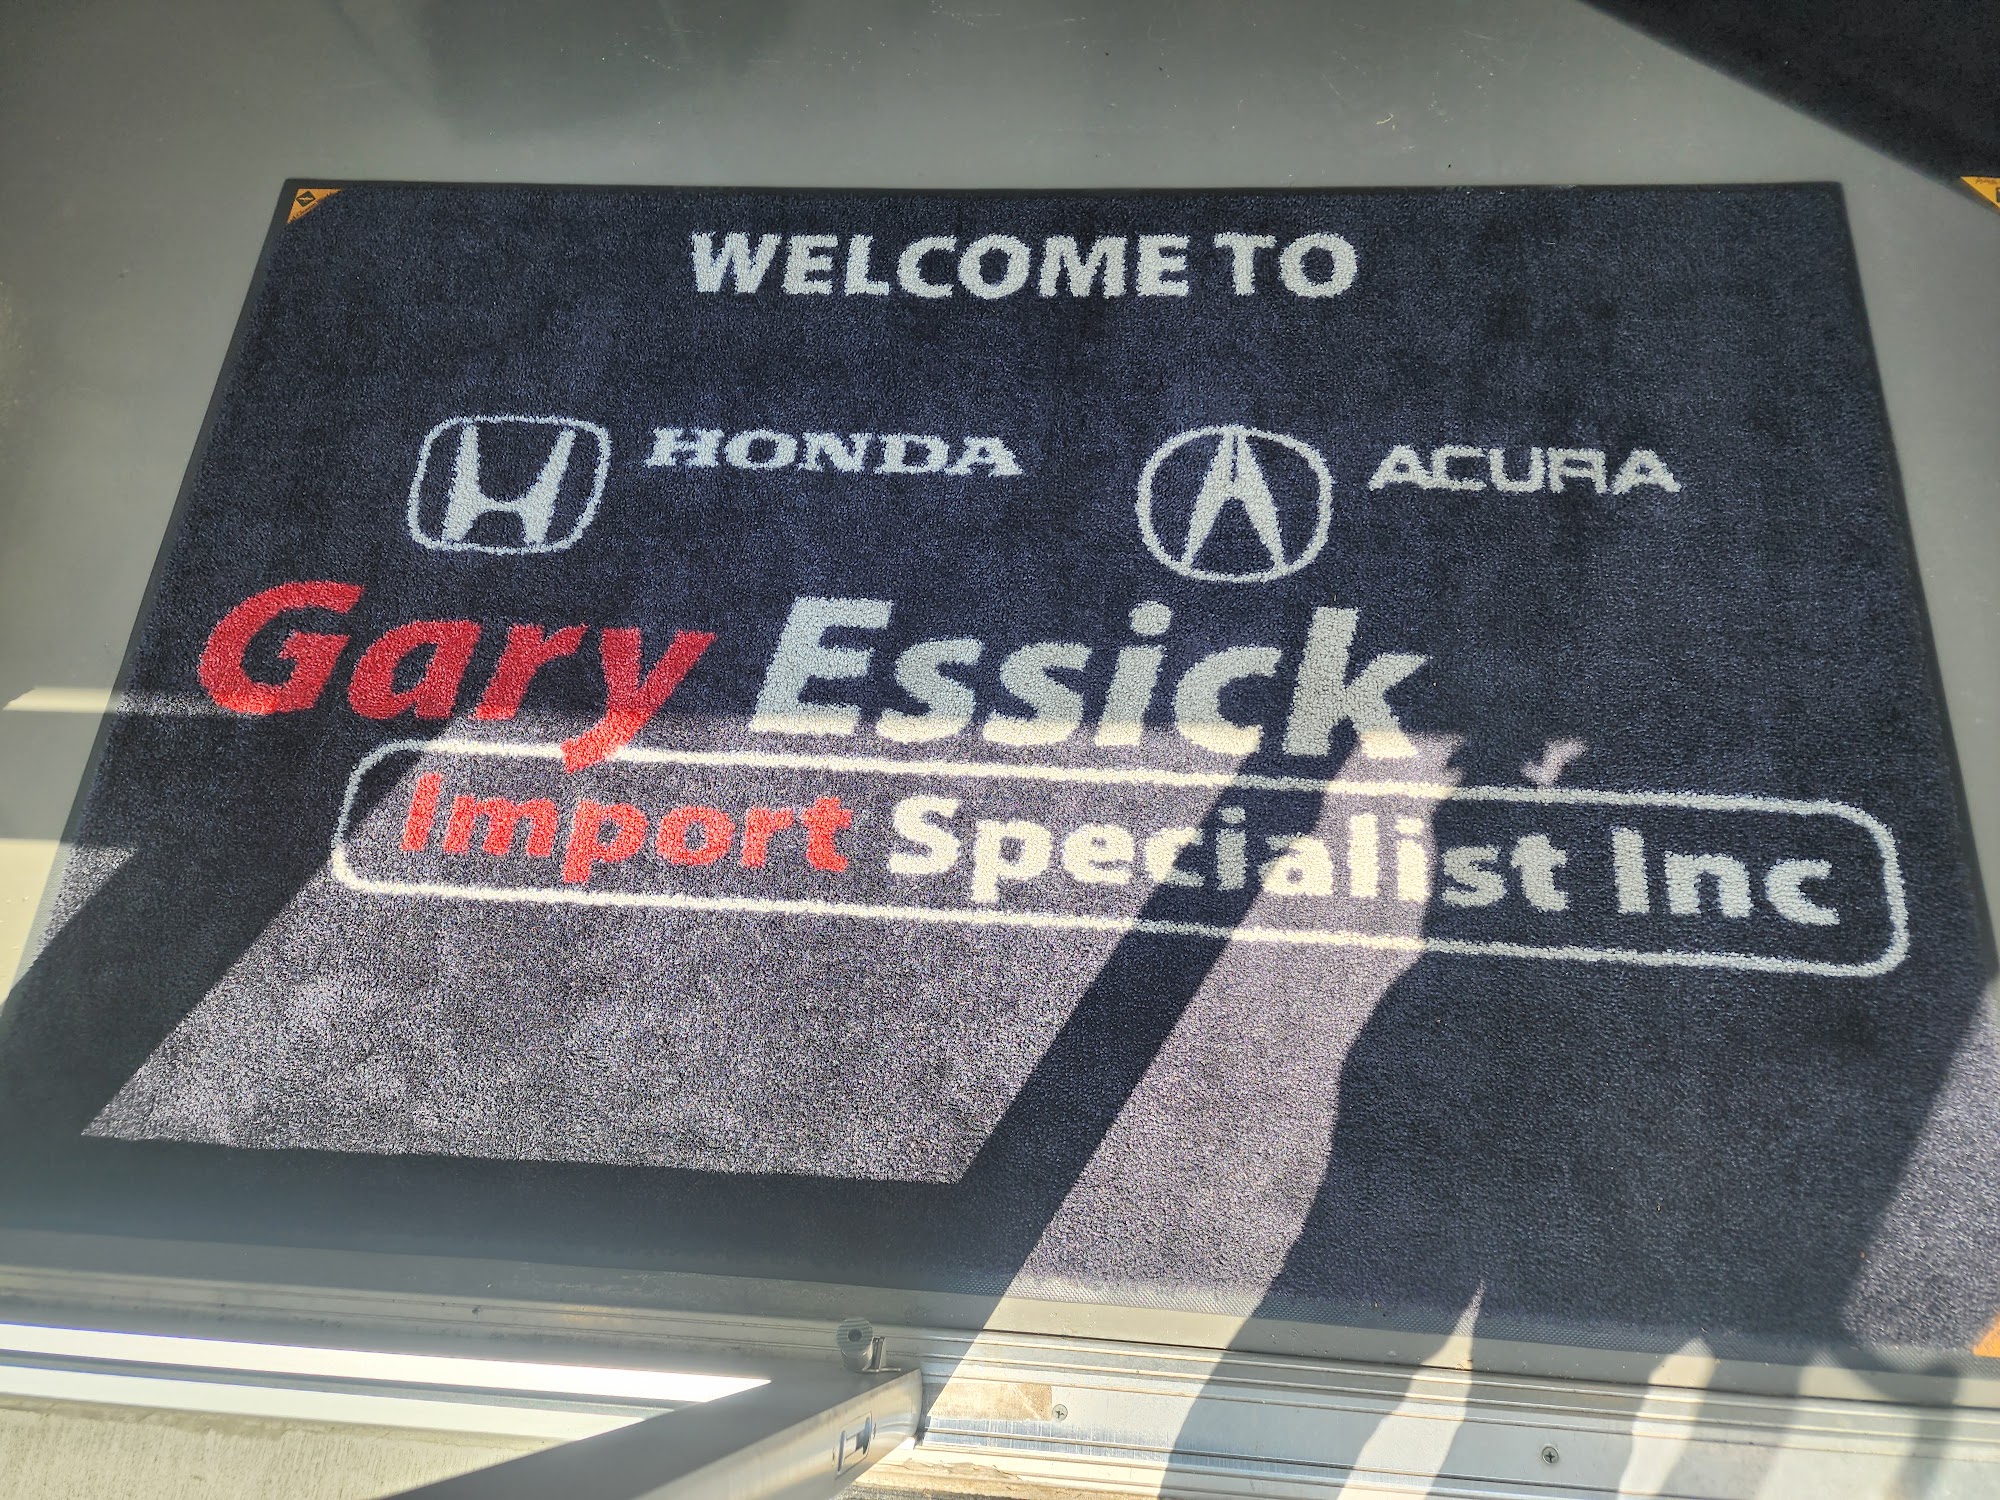 WELCOME TO
HONDA ACURA
Gary Essick
Import Specialist Inc